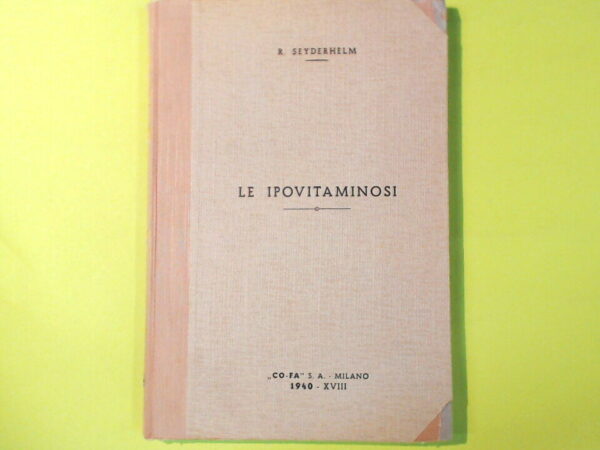 R. SEYDERHELM
LE IPOVITAMINOSI
„CO-FA" S. A. - MILANO
1940 - XVIII